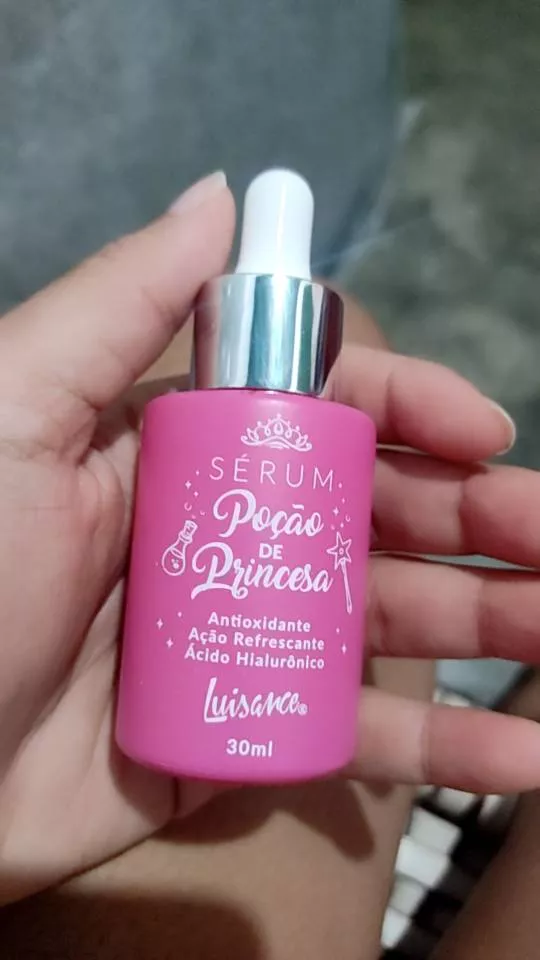 SÉRUM
Poção
DE
Princesa
Antioxidante
Ação Refrescante
Ácido Hialurônico
Luisance®
30ml